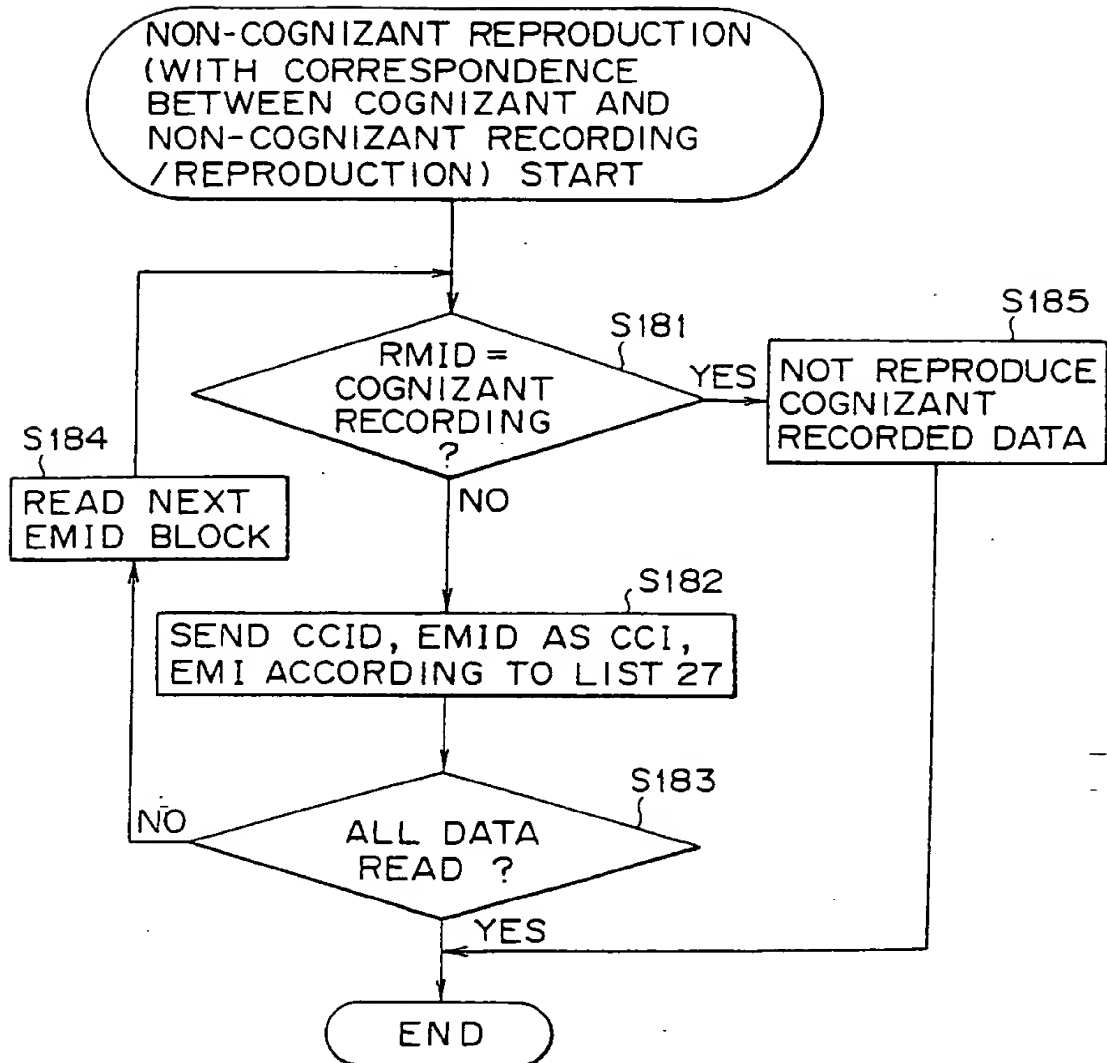 NON-COGNIZANT REPRODUCTION
(WITH CORRESPONDENCE
BETWEEN COGNIZANT AND
NON-COGNIZANT RECORDING
/REPRODUCTION) START
S181
RMID =
COGNIZANT
RECORDING
?
YES
NO
S185
NOT REPRODUCE
COGNIZANT
RECORDED DATA
S184
READ NEXT
EMID BLOCK
S182
SEND CCID, EMID AS CCI,
EMI ACCORDING TO LIST 27
S183
ALL DATA
READ ?
NO
YES
END